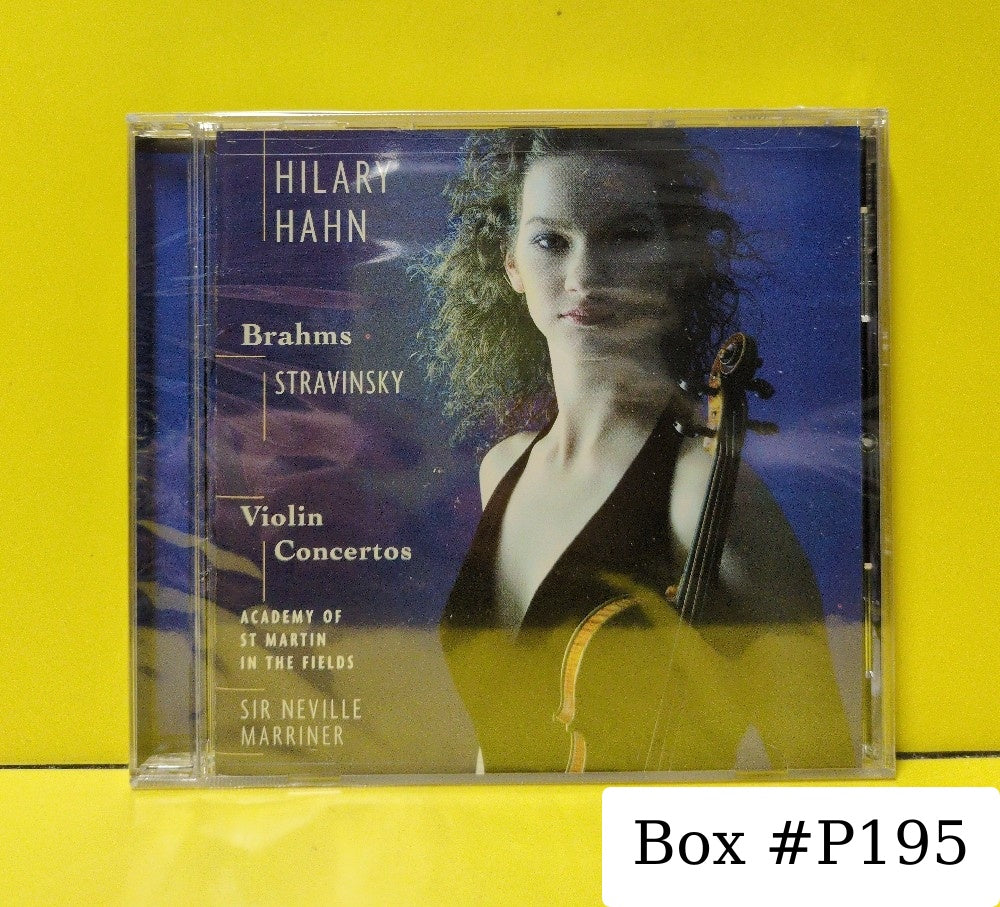 HILARY
HAHN
Brahms
STRAVINSKY
Violin
Concertos
ACADEMY OF
ST MARTIN
IN THE FIELDS
SIR NEVILLE
MARRINER
Box #P195